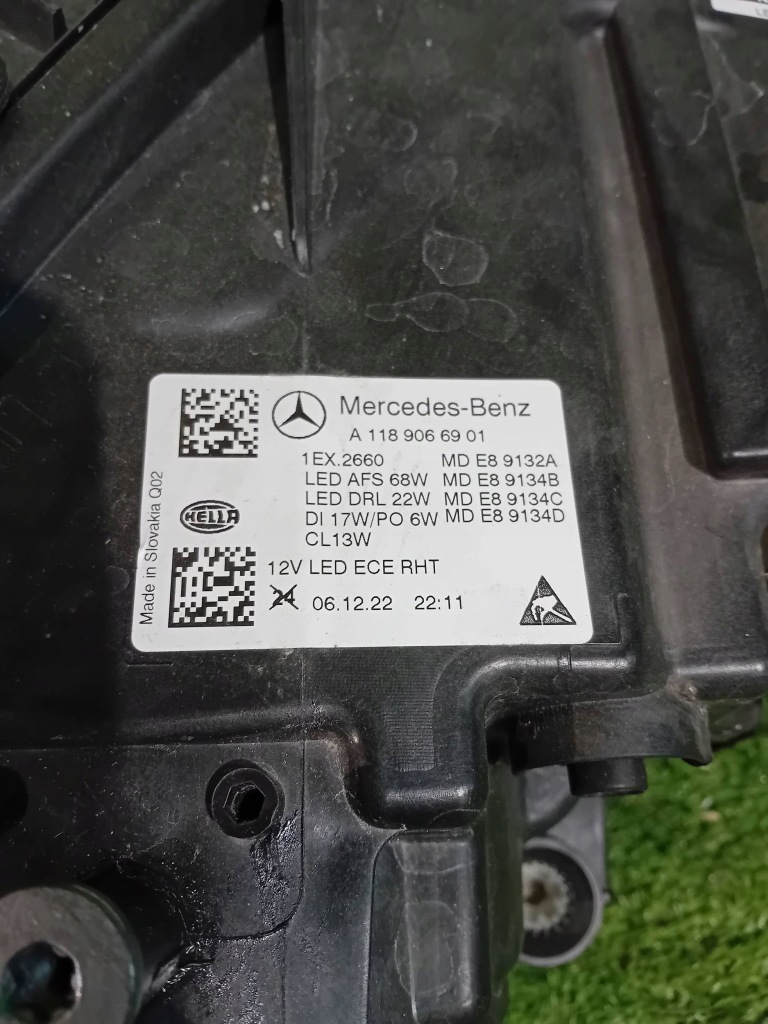 Mercedes-Benz
A 118 906 69 01
1EX.2660 MD E8 9132A
LED AFS 68W MD E8 9134B
LED DRL 22W MD E8 9134C
DI 17W/PO 6W MD E8 9134D
CL13W
HELLA
12V LED ECE RHT
24 06.12.22 22:11
Made in Slovakia Q02